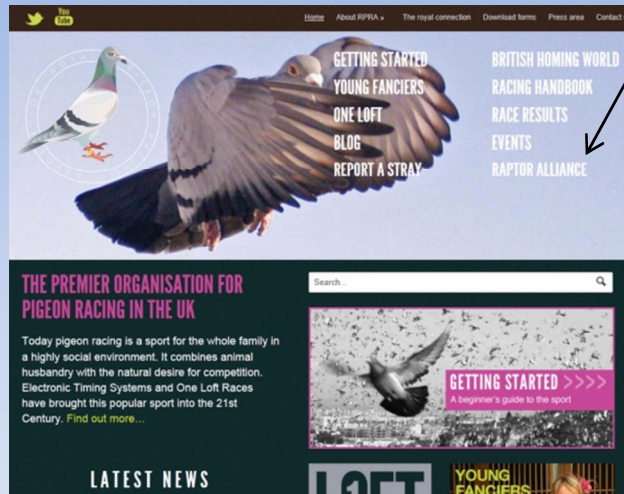 You
Tube
Home About RPRA » The royal connection Download forms Press area Contact
GETTING STARTED
YOUNG FANCIERS
ONE LOFT
BLOG
REPORT A STRAY
BRITISH HOMING WORLD
RACING HANDBOOK
RACE RESULTS
EVENTS
RAPTOR ALLIANCE
THE PREMIER ORGANISATION FOR
PIGEON RACING IN THE UK
Today pigeon racing is a sport for the whole family in
a highly social environment. It combines animal
husbandry with the natural desire for competition.
Electronic Timing Systems and One Loft Races
have brought this popular sport into the 21st
Century. Find out more...
LATEST NEWS
Search...
GETTING STARTED >>>>
A beginner's guide to the sport
LOFT
YOUNG
FANCIERS